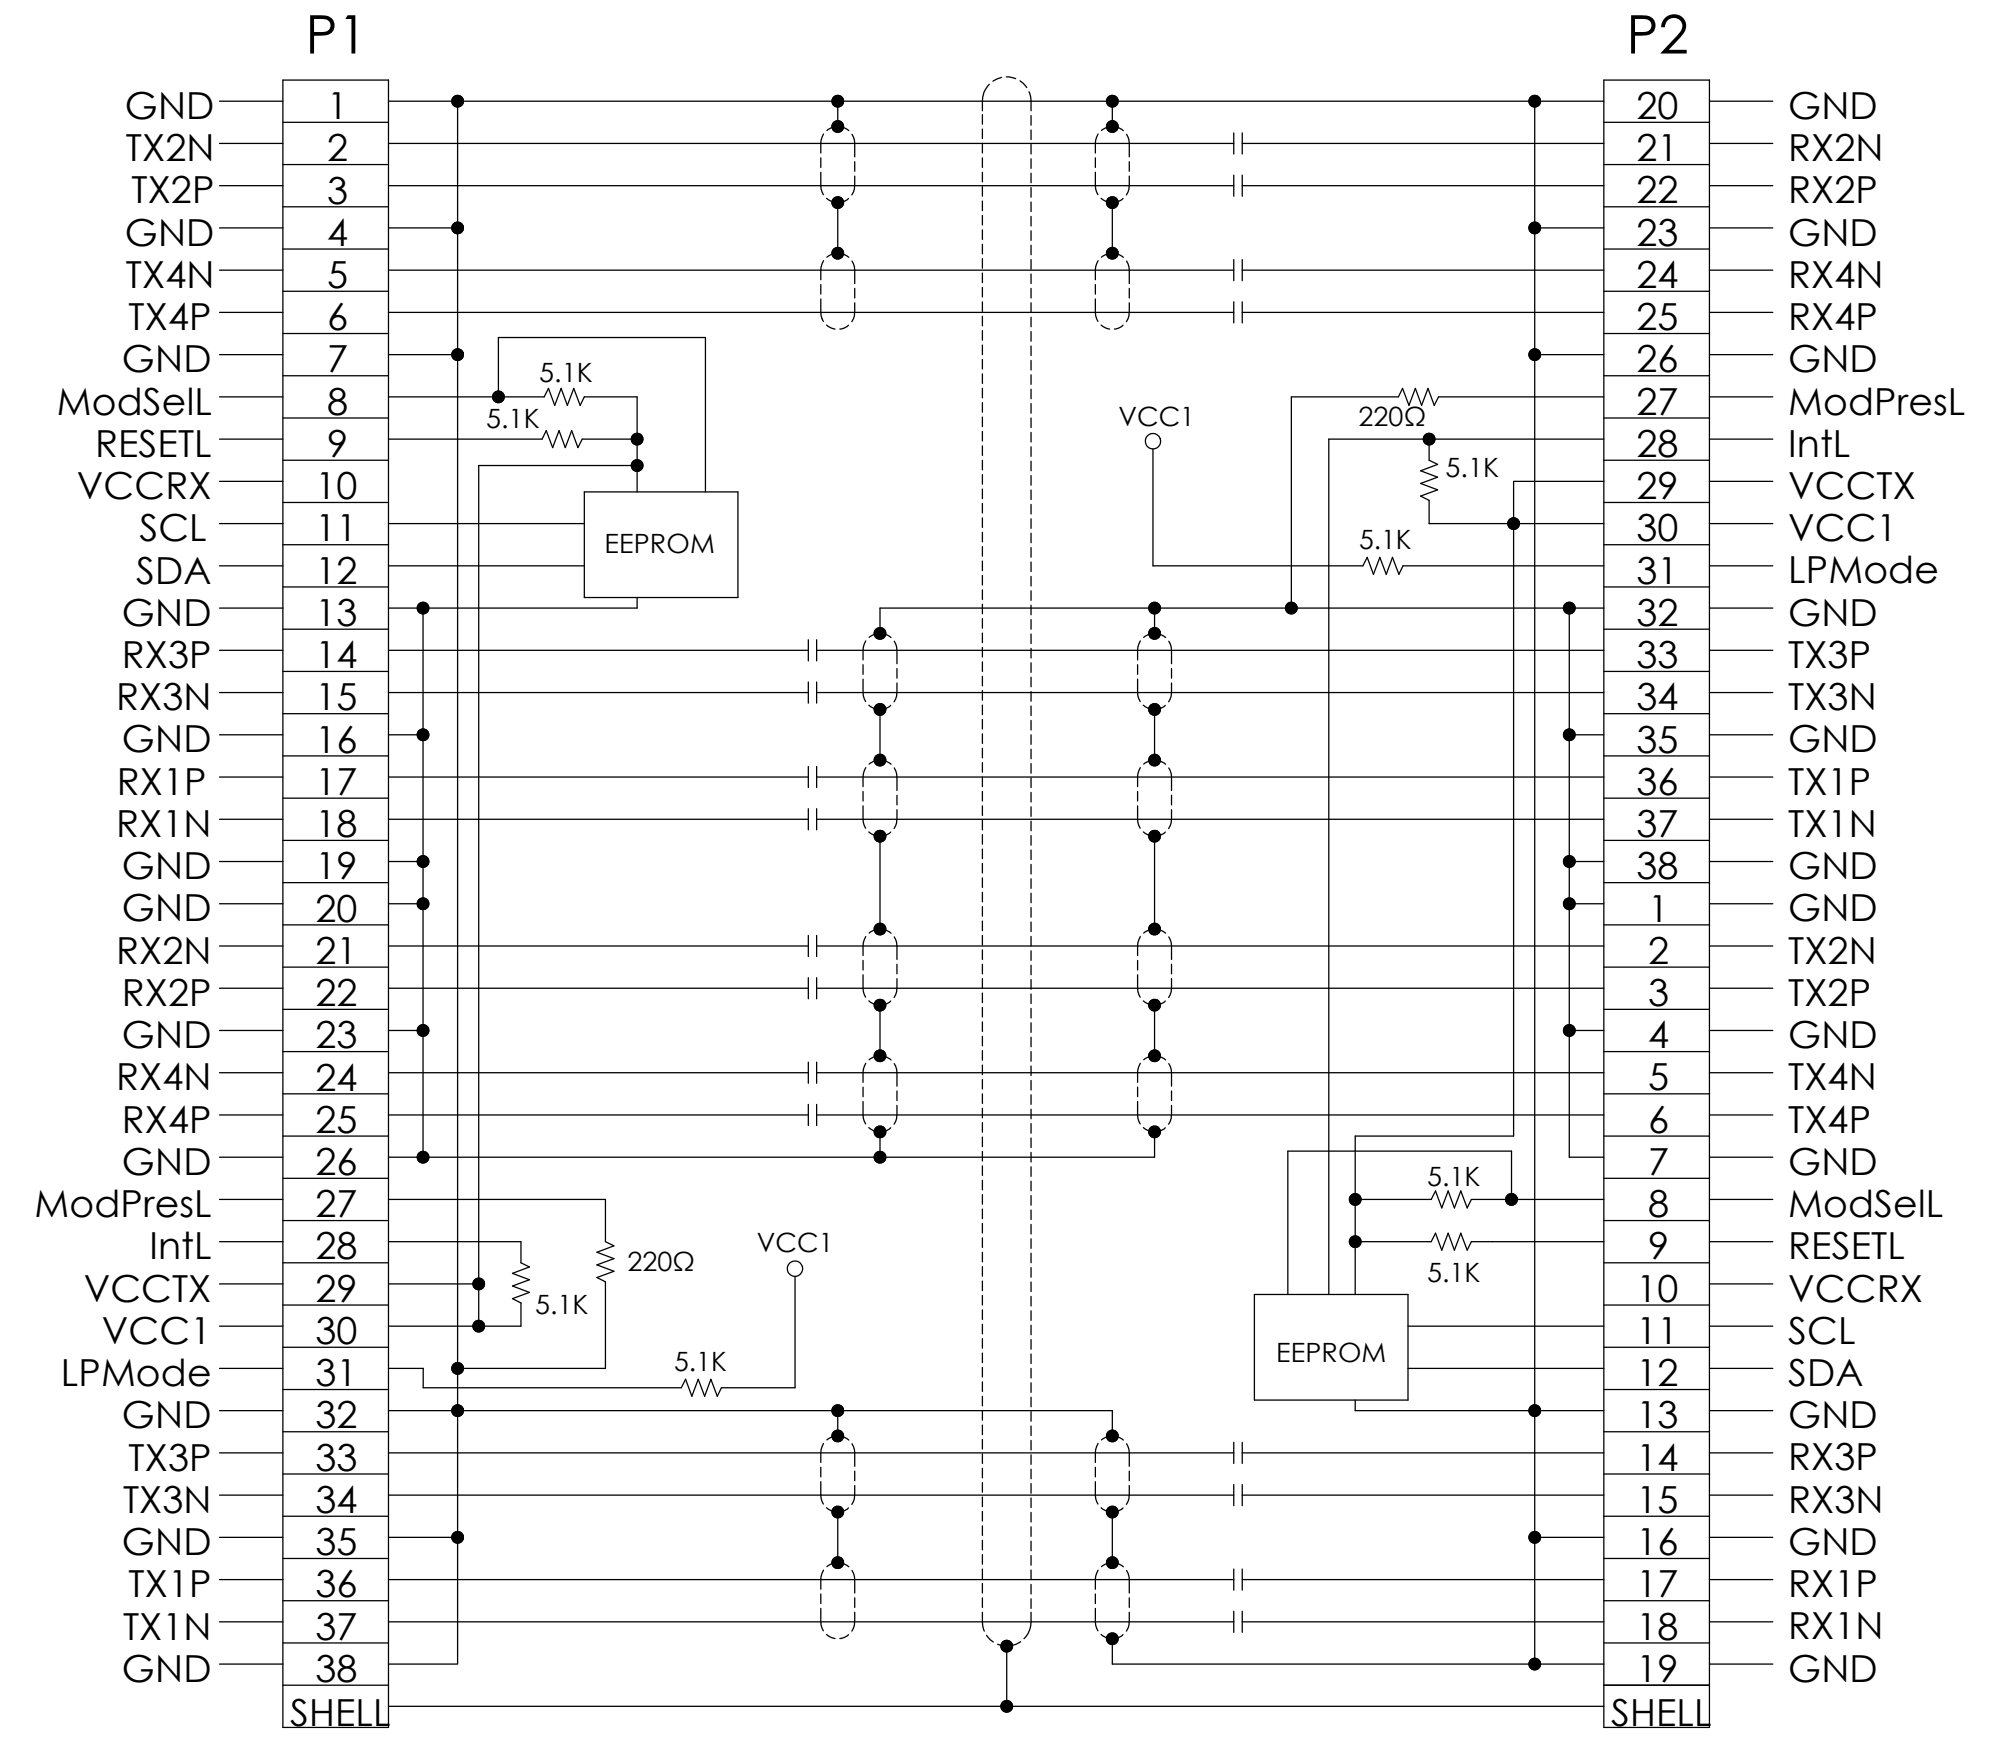 P1 P2
GND 1 20 GND
TX2N 2 21 RX2N
TX2P 3 22 RX2P
GND 4 23 GND
TX4N 5 24 RX4N
TX4P 6 25 RX4P
GND 7 26 GND
5.1K
ModSelL 8 27 ModPresL
5.1K VCC1 220Ω
RESETL 9 28 IntL
5.1K
VCCRX 10 29 VCCTX
SCL 11 30 VCC1
EEPROM 5.1K
SDA 12 31 LPMode
GND 13 32 GND
RX3P 14 33 TX3P
RX3N 15 34 TX3N
GND 16 35 GND
RX1P 17 36 TX1P
RX1N 18 37 TX1N
GND 19 38 GND
GND 20 1 GND
RX2N 21 2 TX2N
RX2P 22 3 TX2P
GND 23 4 GND
RX4N 24 5 TX4N
RX4P 25 6 TX4P
GND 26 7 GND
5.1K
ModPresL 27 8 ModSelL
IntL 28 VCC1 9 RESETL
220Ω 5.1K
VCCTX 29 10 VCCRX
5.1K
VCC1 30 11 SCL
5.1K EEPROM
LPMode 31 12 SDA
GND 32 13 GND
TX3P 33 14 RX3P
TX3N 34 15 RX3N
GND 35 16 GND
TX1P 36 17 RX1P
TX1N 37 18 RX1N
GND 38 19 GND
SHELL SHELL